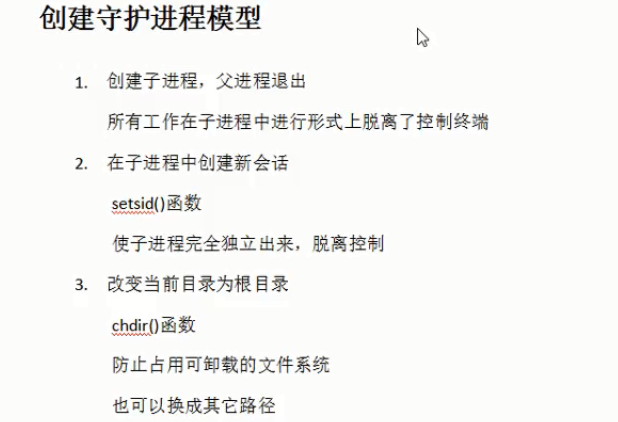 创建守护进程模型
1. 创建子进程，父进程退出
所有工作在子进程中进行形式上脱离了控制终端
2. 在子进程中创建新会话
setsid()函数
使子进程完全独立出来，脱离控制
3. 改变当前目录为根目录
chdir()函数
防止占用可卸载的文件系统
也可以换成其它路径